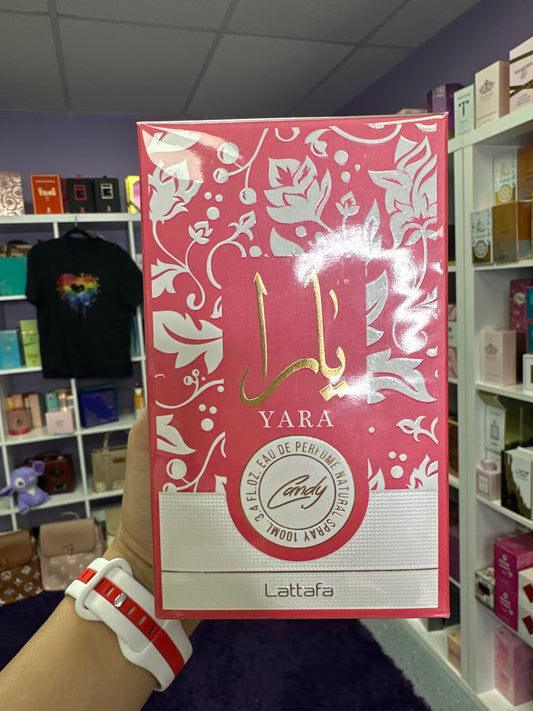 يارا
YARA
EAU DE PERFUME NATURAL SPRAY 100ML. 3.4 FL.OZ.
Candy
Lattafa